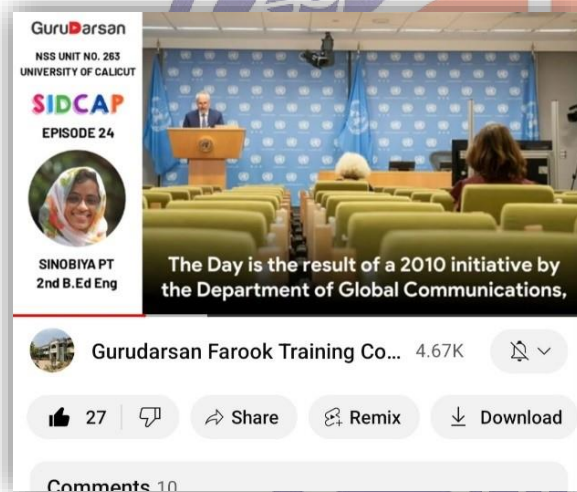 GuruDarsan
NSS UNIT NO. 263
UNIVERSITY OF CALICUT
SIDCAP
EPISODE 24
SINOBIYA PT
2nd B.Ed Eng
The Day is the result of a 2010 initiative by
the Department of Global Communications,
Gurudarsan Farook Training Co... 4.67K
27 Share Remix Download
Comments 10